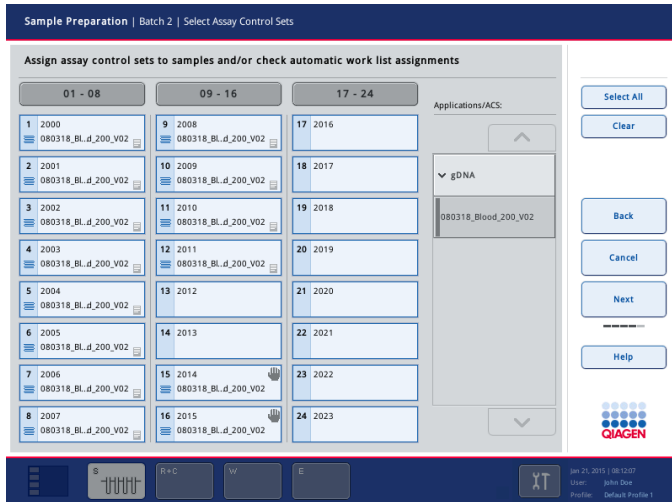 Sample Preparation | Batch 2 | Select Assay Control Sets
Assign assay control sets to samples and/or check automatic work list assignments
01 - 08
09 - 16
17 - 24
Applications/ACS:
1 2000
080318_Bl..d_200_V02
2 2001
080318_Bl..d_200_V02
3 2002
080318_Bl..d_200_V02
4 2003
080318_Bl..d_200_V02
5 2004
080318_Bl..d_200_V02
6 2005
080318_Bl..d_200_V02
7 2006
080318_Bl..d_200_V02
8 2007
080318_Bl..d_200_V02
9 2008
080318_Bl..d_200_V02
10 2009
080318_Bl..d_200_V02
11 2010
080318_Bl..d_200_V02
12 2011
080318_Bl..d_200_V02
13 2012
14 2013
15 2014
080318_Bl..d_200_V02
16 2015
080318_Bl..d_200_V02
17 2016
18 2017
19 2018
20 2019
21 2020
22 2021
23 2022
24 2023
gDNA
080318_Blood_200_V02
Select All
Clear
Back
Cancel
Next
Help
QIAGEN
S
R+C
W
E
Jan 21, 2015 | 08:12:07
User: John Doe
Profile: Default Profile 1